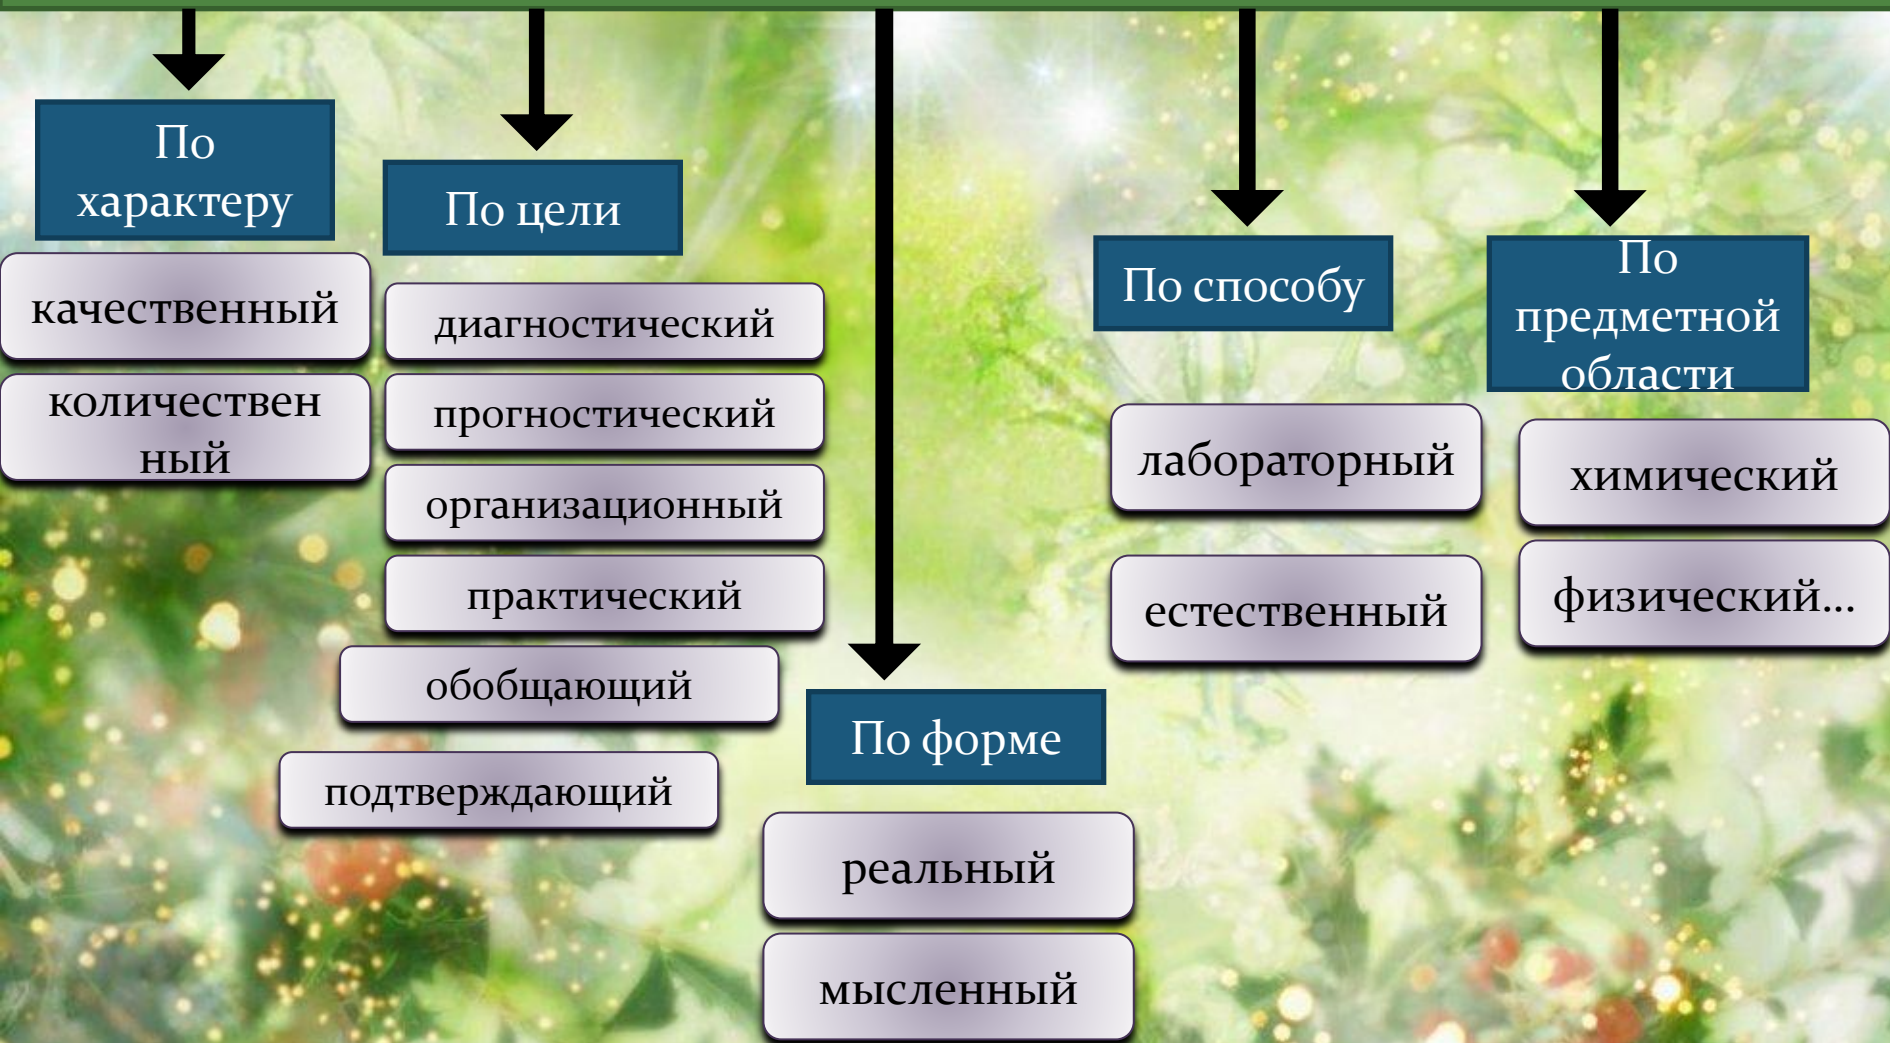 По
характеру
качественный
количествен
ный
По цели
диагностический
прогностический
организационный
практический
обобщающий
подтверждающий
По форме
реальный
мысленный
По способу
лабораторный
естественный
По
предметной
области
химический
физический...